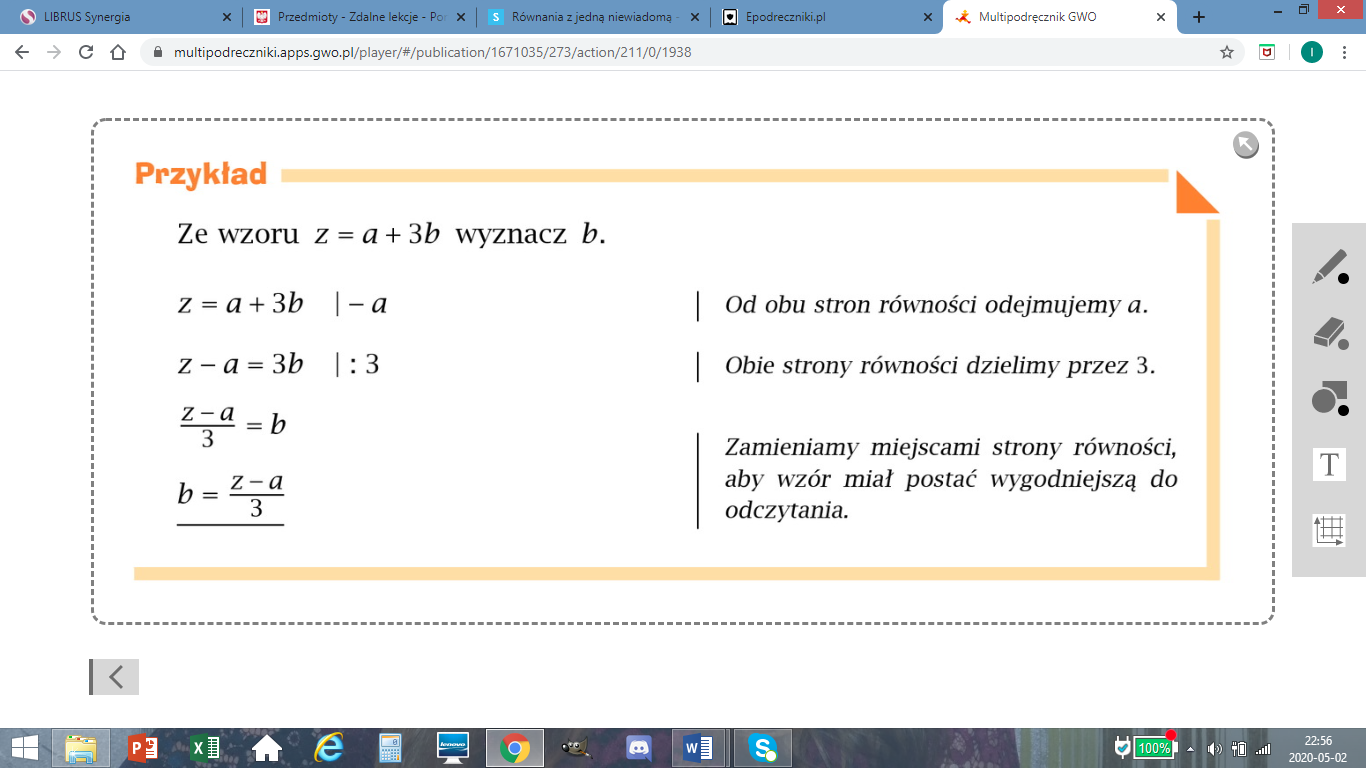 LIBRUS Synergia
Przedmioty - Zdalne lekcje - Por
Równania z jedną niewiadomą -
Epodreczniki.pl
Multipodręcznik GWO
multipodreczniki.apps.gwo.pl/player/#/publication/1671035/273/action/211/0/1938
I
Przykład
Ze wzoru z = a + 3b wyznacz b.
z = a + 3b | − a
Od obu stron równości odejmujemy a.
z − a = 3b | : 3
Obie strony równości dzielimy przez 3.
z − a
3
= b
b =
z − a
3
Zamieniamy miejscami strony równości,
aby wzór miał postać wygodniejszą do
odczytania.
T
lenovo
100%
22:56
2020-05-02